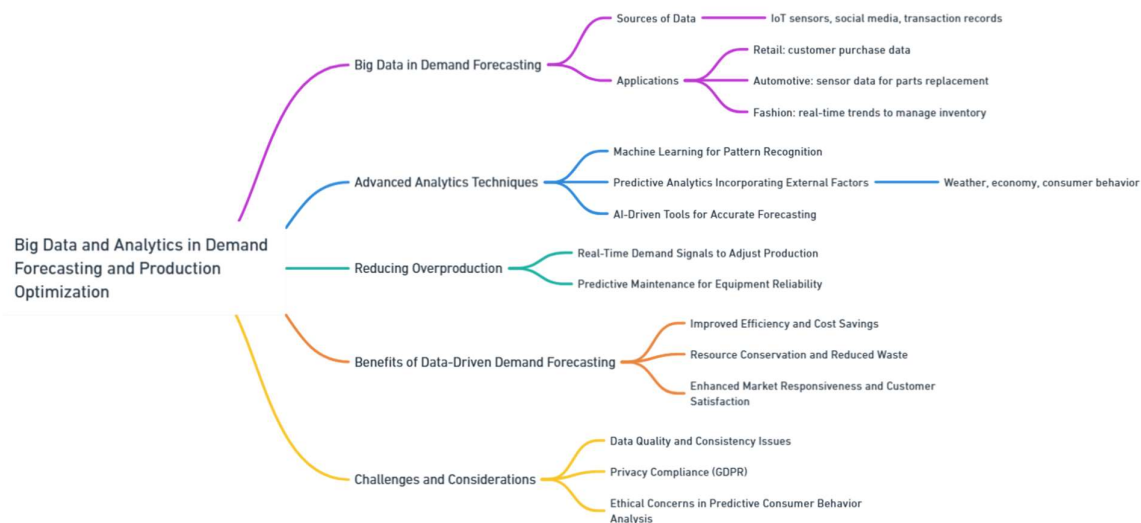 Big Data and Analytics in Demand
Forecasting and Production
Optimization
Big Data in Demand Forecasting
Sources of Data
IoT sensors, social media, transaction records
Applications
Retail: customer purchase data
Automotive: sensor data for parts replacement
Fashion: real-time trends to manage inventory
Advanced Analytics Techniques
Machine Learning for Pattern Recognition
Predictive Analytics Incorporating External Factors
Weather, economy, consumer behavior
AI-Driven Tools for Accurate Forecasting
Reducing Overproduction
Real-Time Demand Signals to Adjust Production
Predictive Maintenance for Equipment Reliability
Benefits of Data-Driven Demand Forecasting
Improved Efficiency and Cost Savings
Resource Conservation and Reduced Waste
Enhanced Market Responsiveness and Customer
Satisfaction
Challenges and Considerations
Data Quality and Consistency Issues
Privacy Compliance (GDPR)
Ethical Concerns in Predictive Consumer Behavior
Analysis